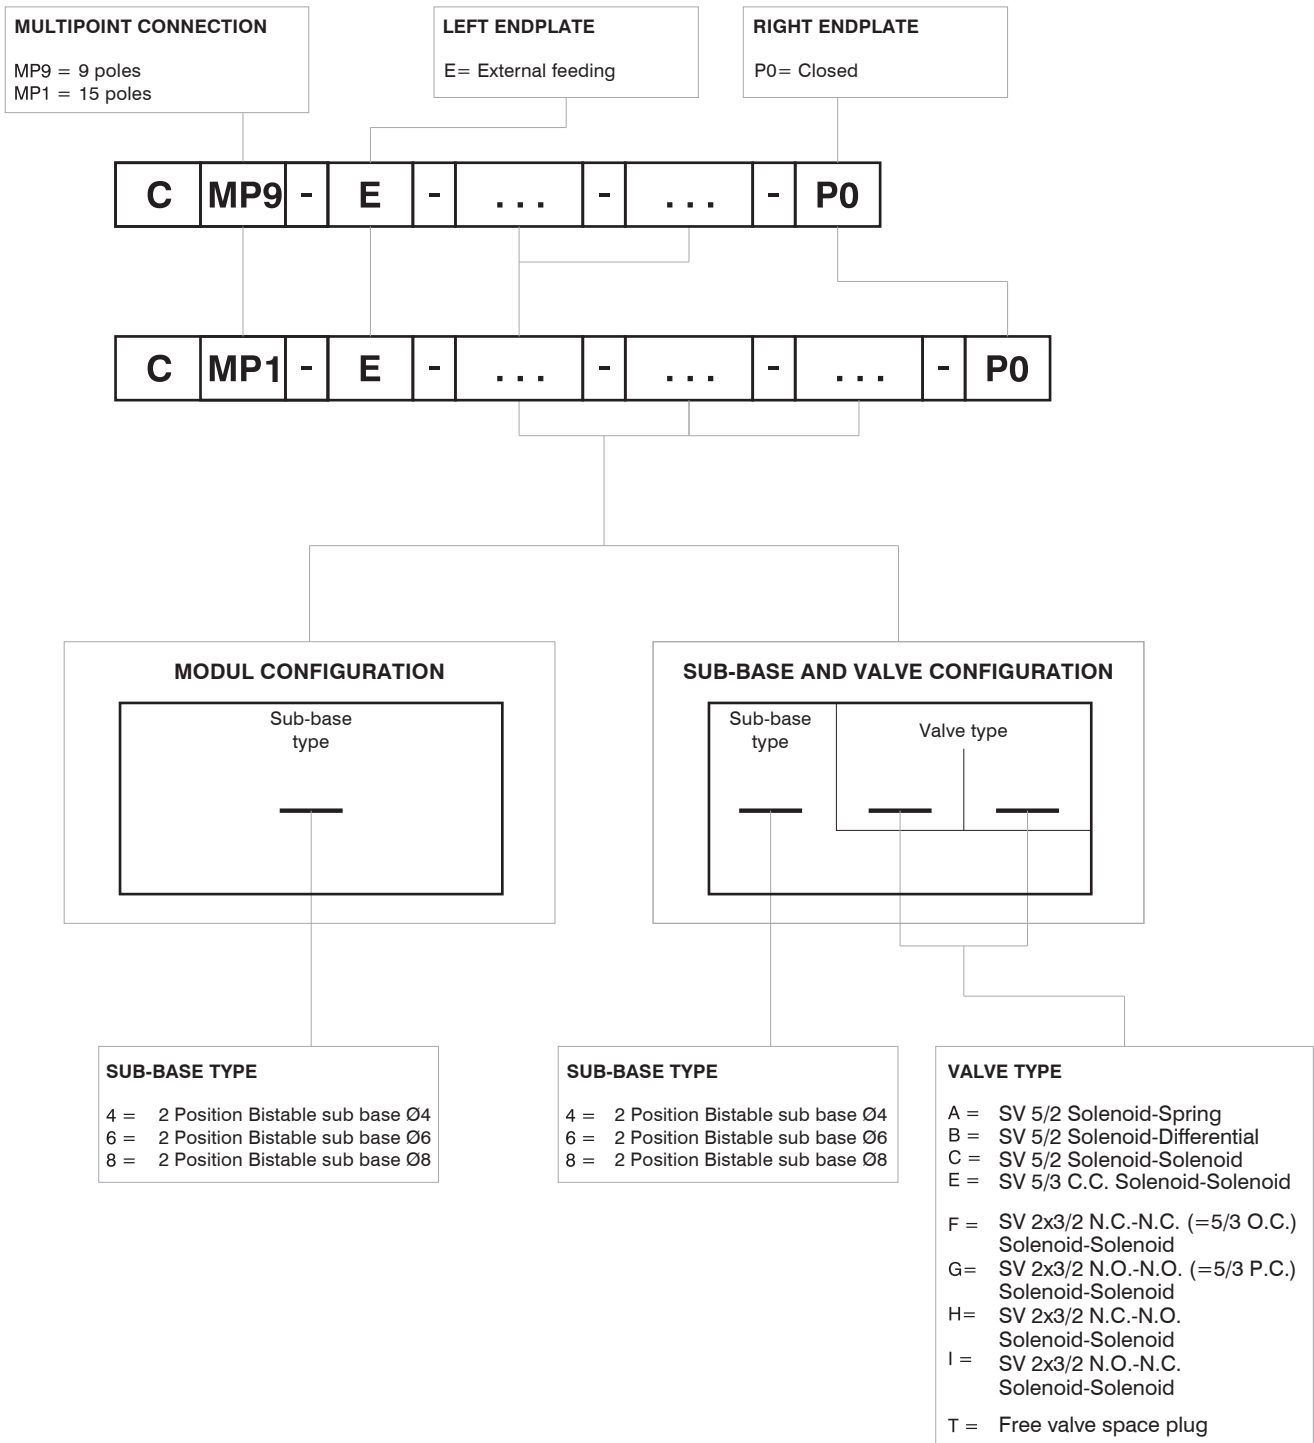 MULTIPOINT CONNECTION
MP9 = 9 poles
MP1 = 15 poles
LEFT ENDPLATE
E= External feeding
RIGHT ENDPLATE
P0= Closed
C MP9 - E - ... - ... - P0
C MP1 - E - ... - ... - ... - P0
MODUL CONFIGURATION
Sub-base
type
SUB-BASE AND VALVE CONFIGURATION
Sub-base
type
Valve type
SUB-BASE TYPE
4 = 2 Position Bistable sub base Ø4
6 = 2 Position Bistable sub base Ø6
8 = 2 Position Bistable sub base Ø8
SUB-BASE TYPE
4 = 2 Position Bistable sub base Ø4
6 = 2 Position Bistable sub base Ø6
8 = 2 Position Bistable sub base Ø8
VALVE TYPE
A = SV 5/2 Solenoid-Spring
B = SV 5/2 Solenoid-Differential
C = SV 5/2 Solenoid-Solenoid
E = SV 5/3 C.C. Solenoid-Solenoid
F = SV 2x3/2 N.C.-N.C. (=5/3 O.C.)
Solenoid-Solenoid
G= SV 2x3/2 N.O.-N.O. (=5/3 P.C.)
Solenoid-Solenoid
H= SV 2x3/2 N.C.-N.O.
Solenoid-Solenoid
I = SV 2x3/2 N.O.-N.C.
Solenoid-Solenoid
T = Free valve space plug